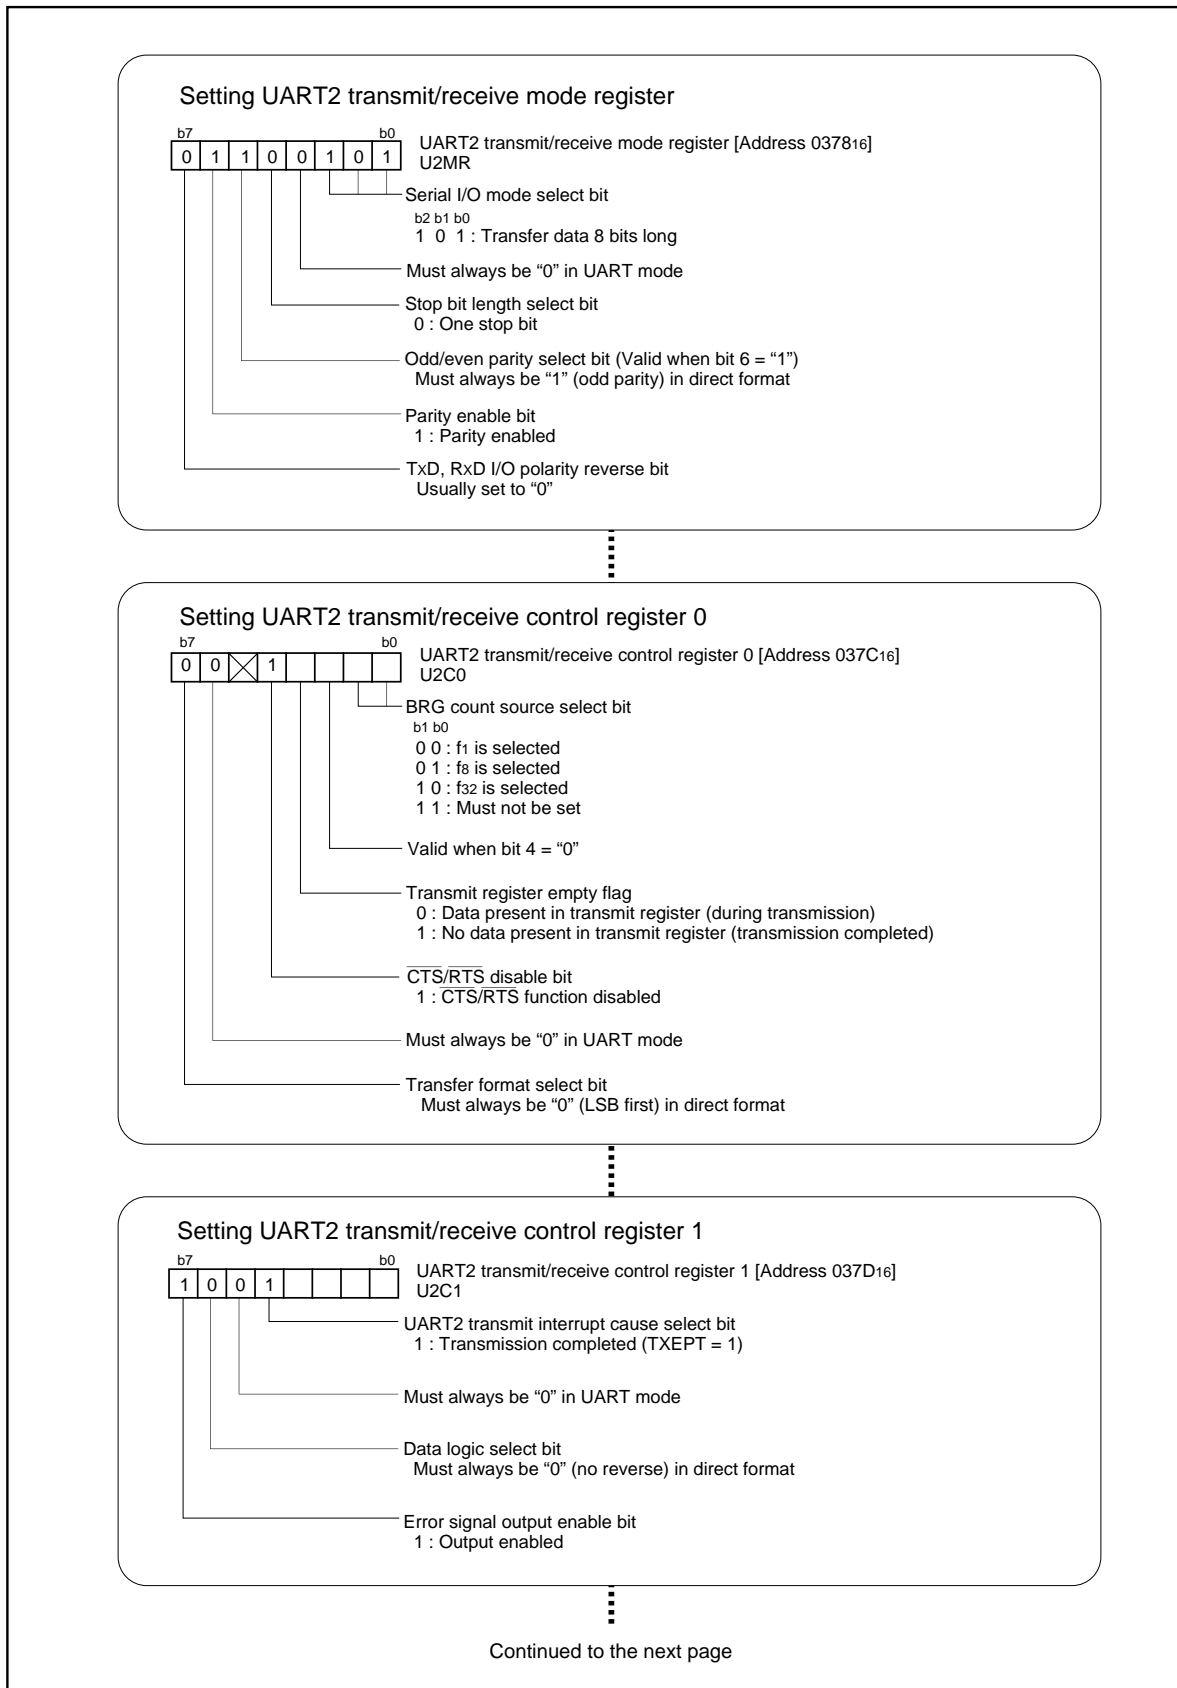 Setting UART2 transmit/receive mode register
b7 b0
0 1 1 0 0 1 0 1
UART2 transmit/receive mode register [Address 037816]
U2MR
Serial I/O mode select bit
b2 b1 b0
1 0 1 : Transfer data 8 bits long
Must always be “0” in UART mode
Stop bit length select bit
0 : One stop bit
Odd/even parity select bit (Valid when bit 6 = “1”)
Must always be “1” (odd parity) in direct format
Parity enable bit
1 : Parity enabled
TxD, RxD I/O polarity reverse bit
Usually set to “0”
Setting UART2 transmit/receive control register 0
b7 b0
0 0 1
UART2 transmit/receive control register 0 [Address 037C16]
U2C0
BRG count source select bit
b1 b0
0 0 : f1 is selected
0 1 : f8 is selected
1 0 : f32 is selected
1 1 : Must not be set
Valid when bit 4 = “0”
Transmit register empty flag
0 : Data present in transmit register (during transmission)
1 : No data present in transmit register (transmission completed)
CTS/RTS disable bit
1 : CTS/RTS function disabled
Must always be “0” in UART mode
Transfer format select bit
Must always be “0” (LSB first) in direct format
Setting UART2 transmit/receive control register 1
b7 b0
1 0 0 1
UART2 transmit/receive control register 1 [Address 037D16]
U2C1
UART2 transmit interrupt cause select bit
1 : Transmission completed (TXEPT = 1)
Must always be “0” in UART mode
Data logic select bit
Must always be “0” (no reverse) in direct format
Error signal output enable bit
1 : Output enabled
Continued to the next page